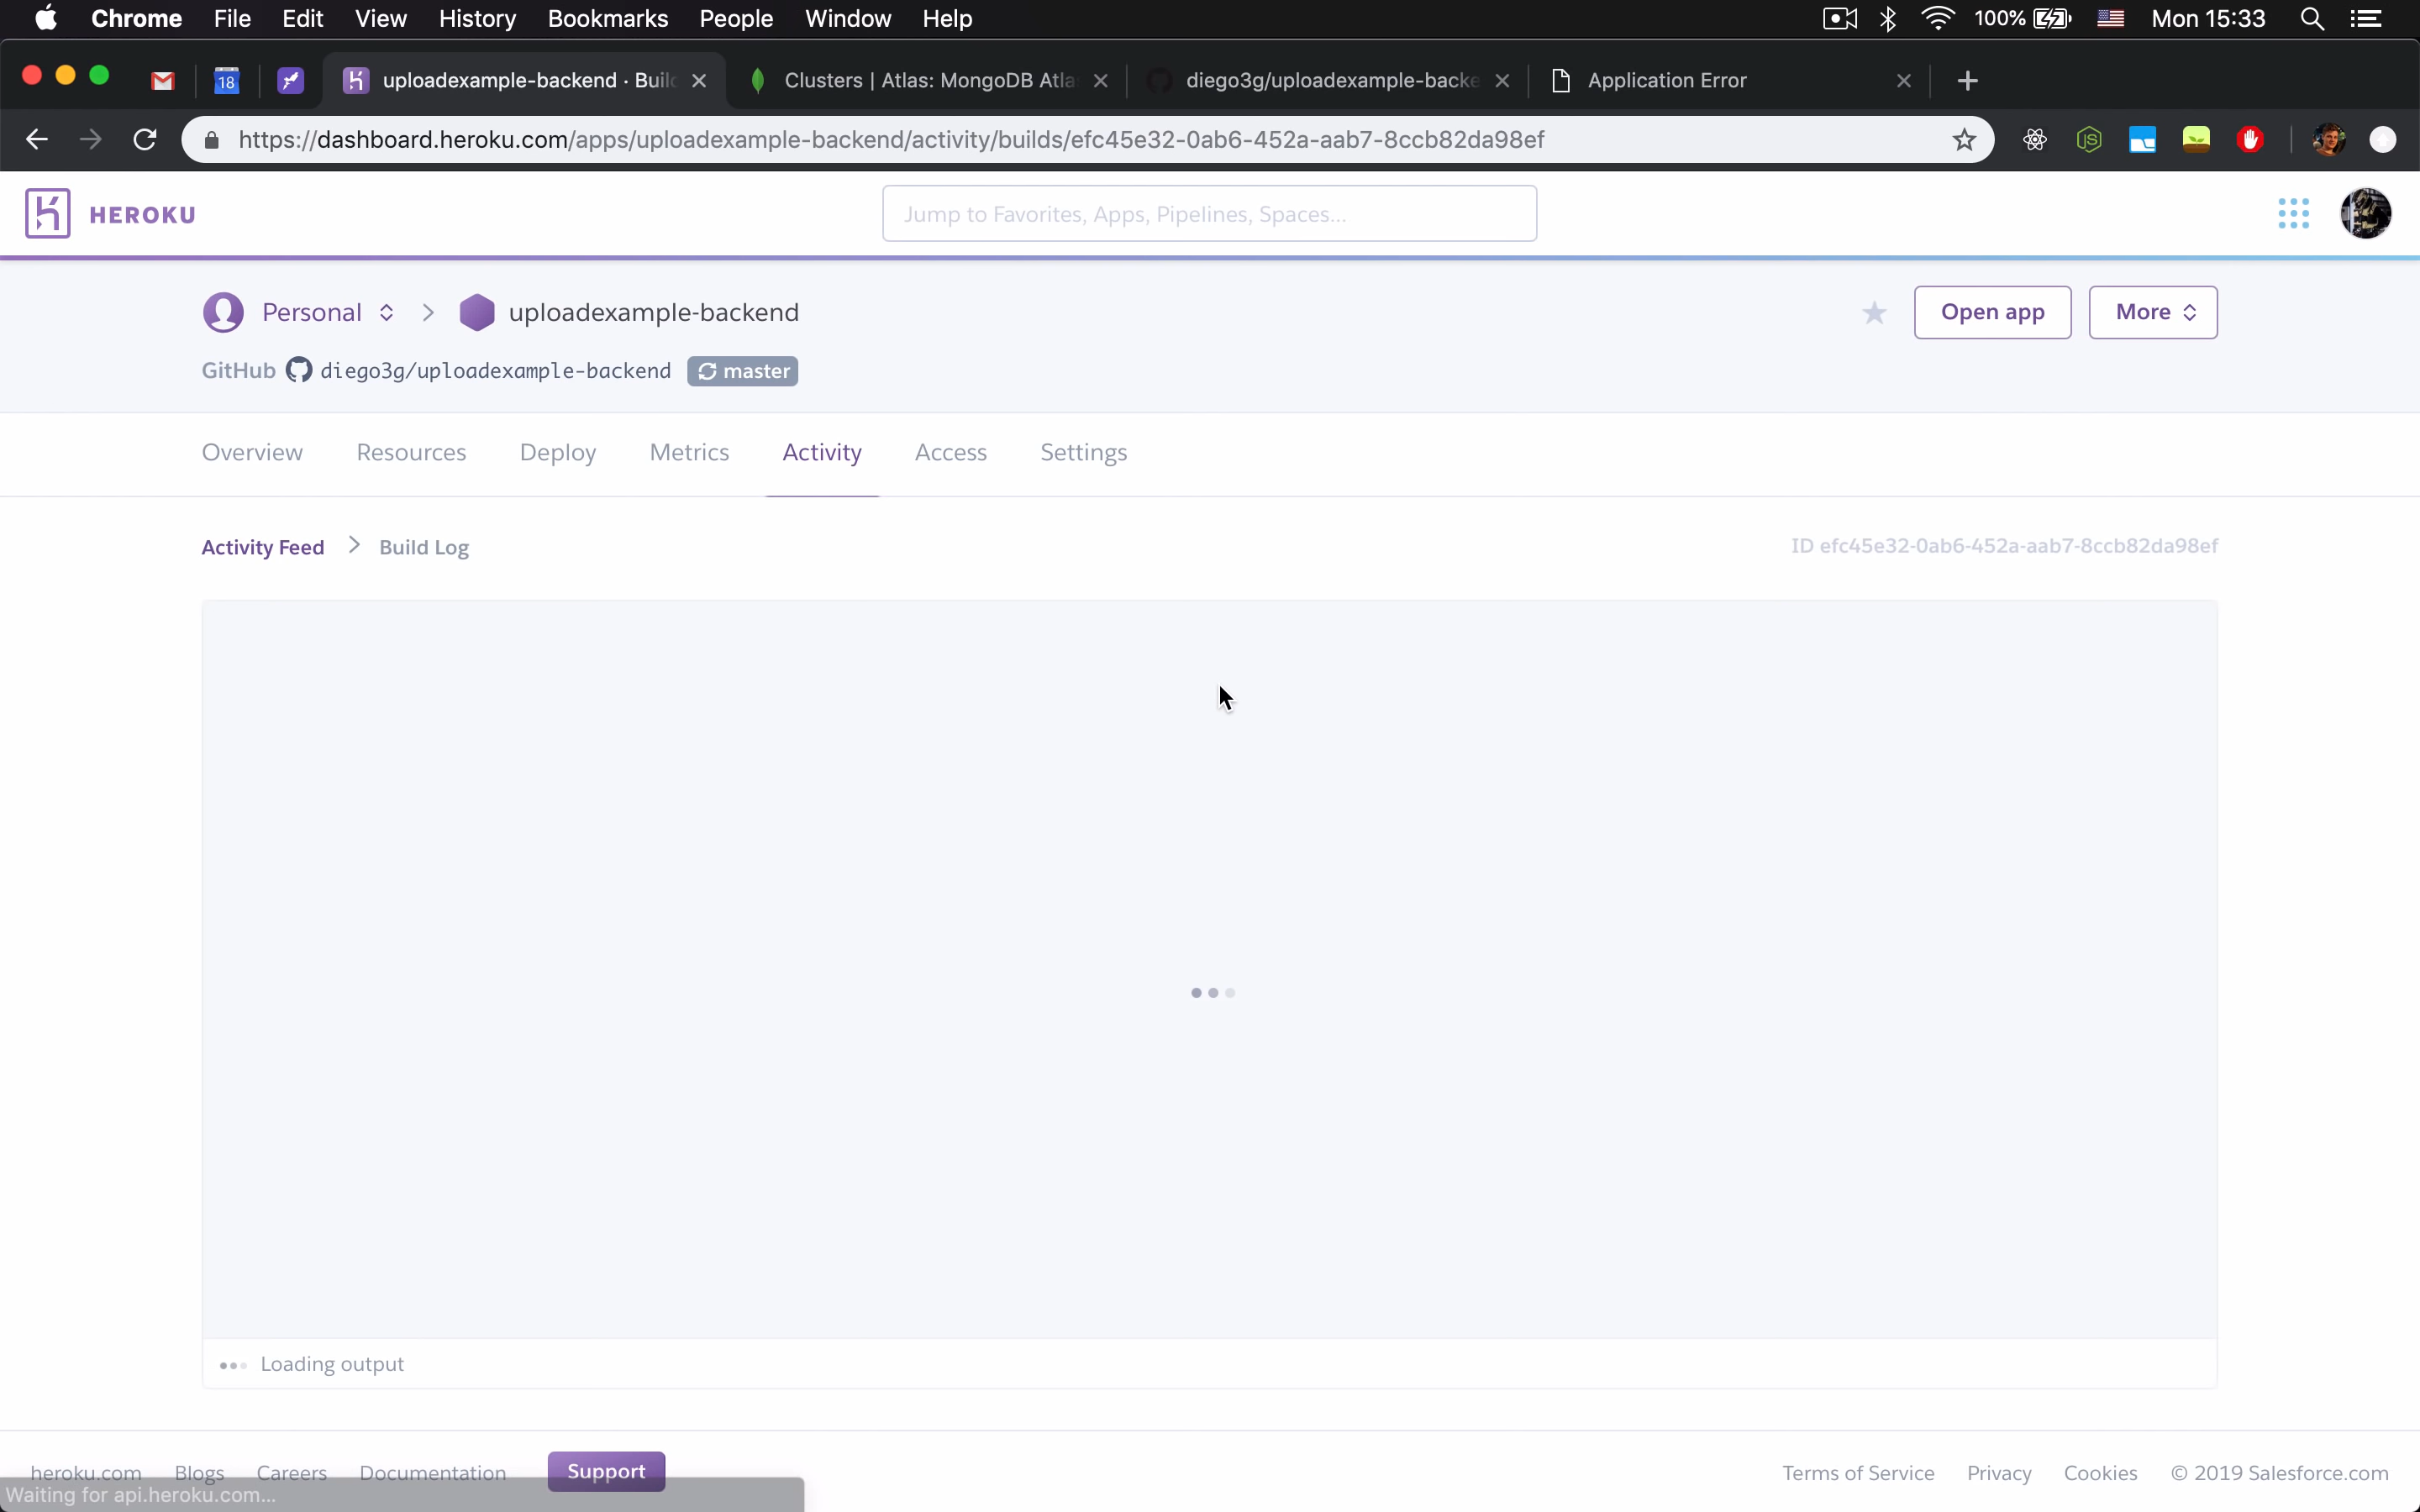 Chrome File Edit View History Bookmarks People Window Help 100% Mon 15:33
18 uploadexample-backend · Buil Clusters | Atlas: MongoDB Atla diego3g/uploadexample-backe Application Error
https://dashboard.heroku.com/apps/uploadexample-backend/activity/builds/efc45e32-0ab6-452a-aab7-8ccb82da98ef
HEROKU Jump to Favorites, Apps, Pipelines, Spaces...
Personal > uploadexample-backend Open app More
GitHub diego3g/uploadexample-backend master
Overview Resources Deploy Metrics Activity Access Settings
Activity Feed > Build Log ID efc45e32-0ab6-452a-aab7-8ccb82da98ef
Loading output
heroku.com Blogs Careers Documentation Support Terms of Service Privacy Cookies © 2019 Salesforce.com
Waiting for api.heroku.com...